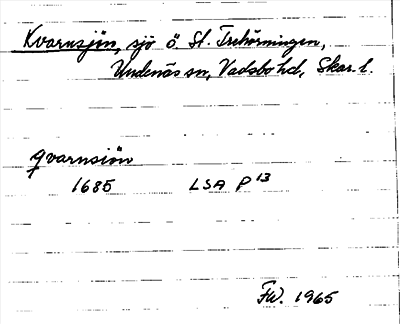 Kvarnsjön, sjö ö. St. Trehörningen,
Undenäs sn, Vadsbo hd, Skar. l.
qvarnsiön
1685 LSA P 13
FW. 1965